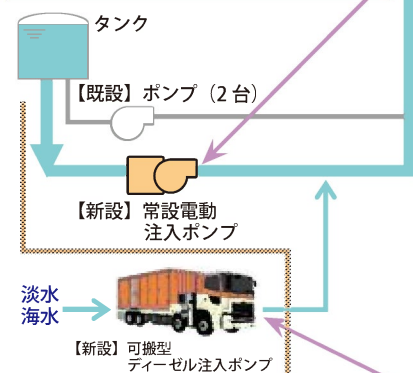 タンク
【既設】ポンプ（2台）
【新設】常設電動
注入ポンプ
淡水
海水
【新設】可搬型
ディーゼル注入ポンプ